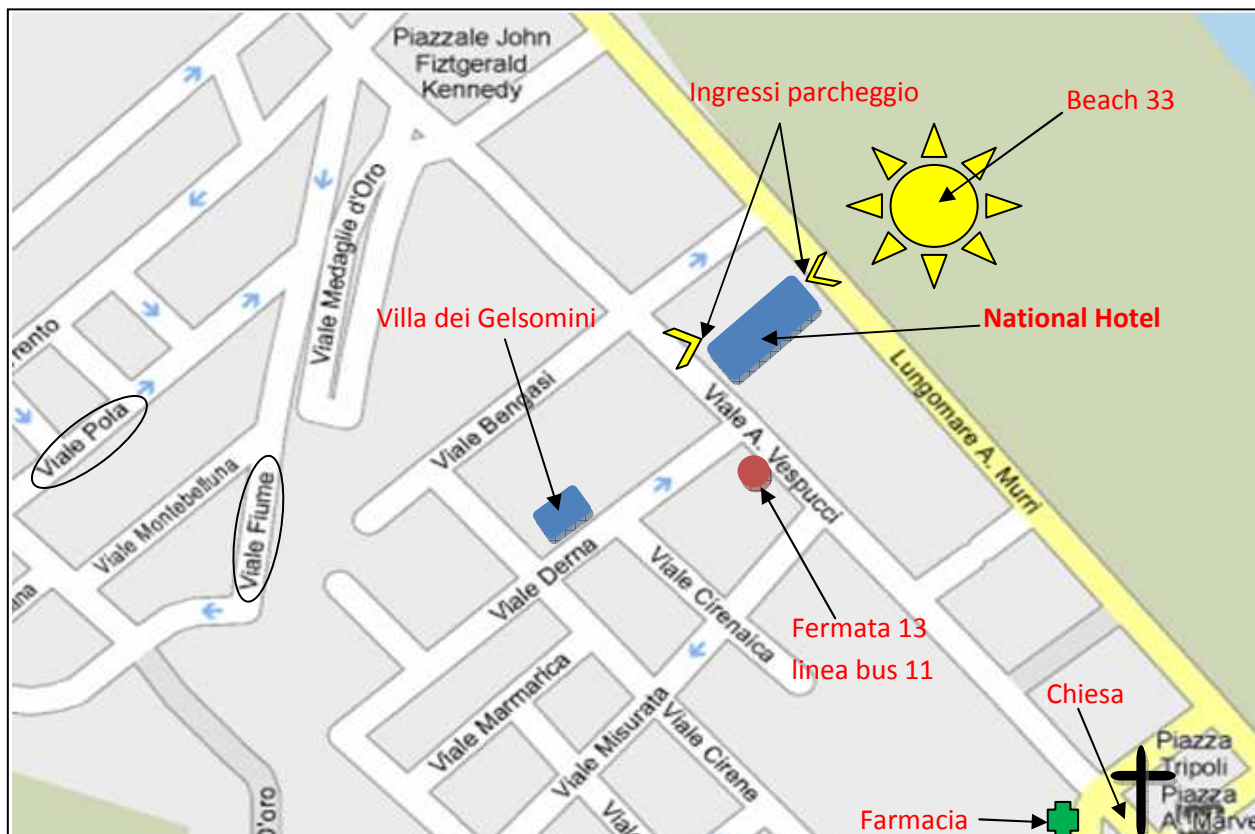 Piazzale John
Fiztgerald
Kennedy
Ingressi parcheggio
Beach 33
Viale Medaglie d'Oro
Villa dei Gelsomini
National Hotel
Lungomare A. Murri
Viale A. Vespucci
Viale Bengasi
Viale Pola
Viale Montebelluna
Viale Fiume
Viale Derna
Viale Cirenaica
Fermata 13
linea bus 11
Viale Marmarica
Viale Misurata
Viale Cirene
Chiesa
Piazza
Tripoli
Piazza
Farmacia